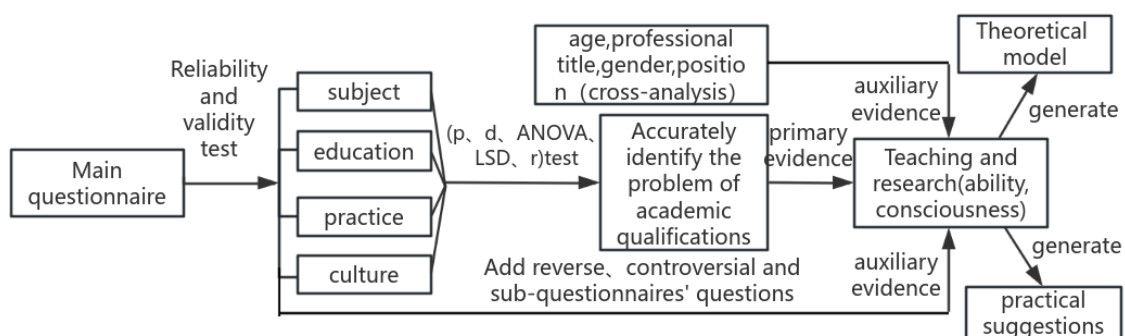 Main
questionnaire
Reliability
and
validity
test
subject
education
practice
culture
(p、d、ANOVA、
LSD、r)test
age,professional
title,gender,positio
n（cross-analysis）
Accurately
identify the
problem of
academic
qualifications
Add reverse、controversial and
sub-questionnaires' questions
primary
evidence
auxiliary
evidence
Teaching and
research(ability,
consciousness)
auxiliary
evidence
Theoretical
model
generate
generate
practical
suggestions